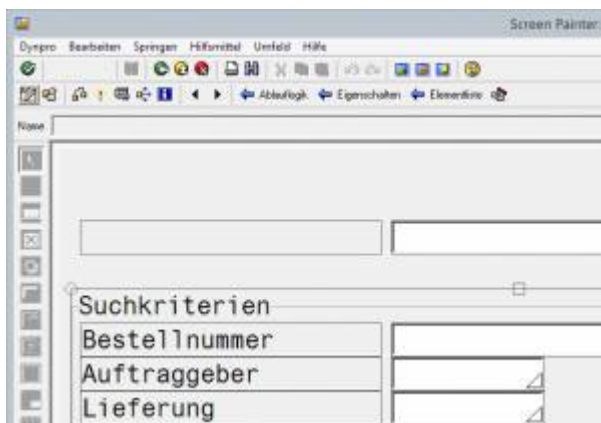 Screen Painter
Dynpro Bearbeiten Springen Hilfsmittel Umfeld Hilfe
Ablauflogik Eigenschaften Elementliste
Name
Suchkriterien
Bestellnummer
Auftraggeber
Lieferung